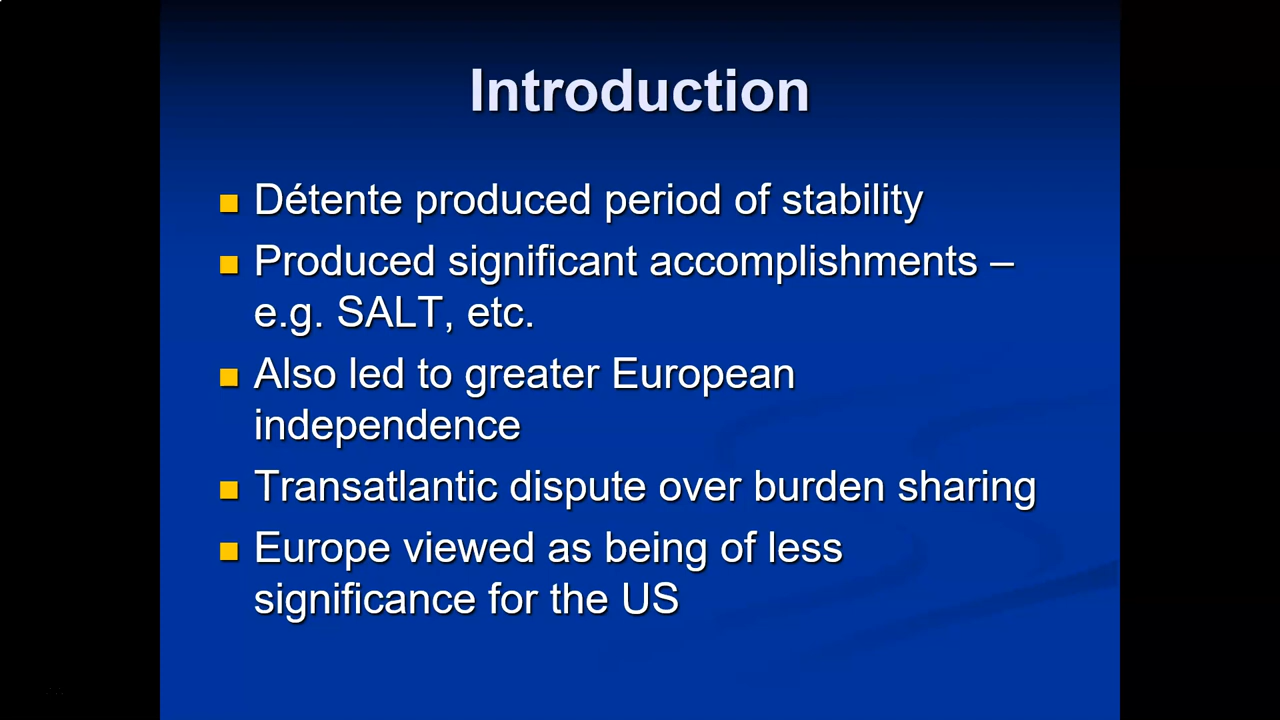 Introduction
Détente produced period of stability
Produced significant accomplishments –
e.g. SALT, etc.
Also led to greater European
independence
Transatlantic dispute over burden sharing
Europe viewed as being of less
significance for the US